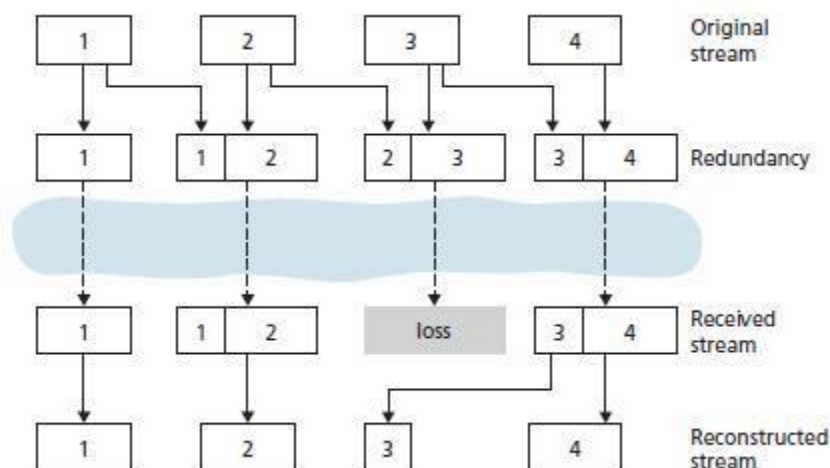 1 2 3 4 Original
stream
1 1 2 2 3 3 4 Redundancy
1 1 2 loss 3 4 Received
stream
1 2 3 4 Reconstructed
stream